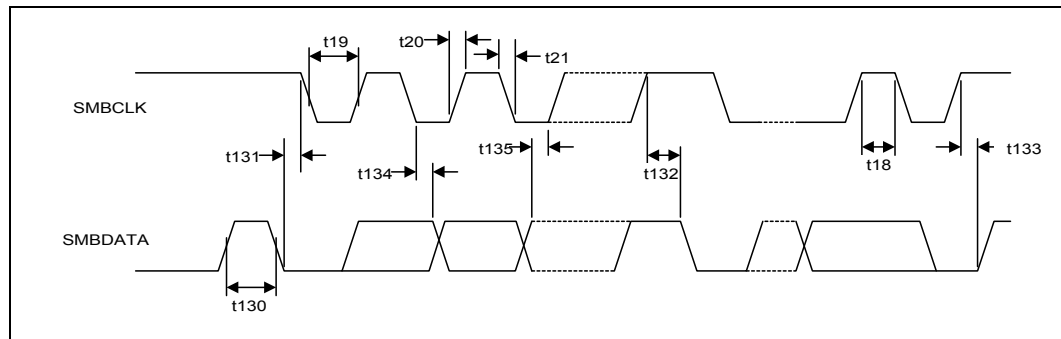 t19
t20
t21
SMBCLK
t131
t135
t18
t133
t134
t132
SMBDATA
t130